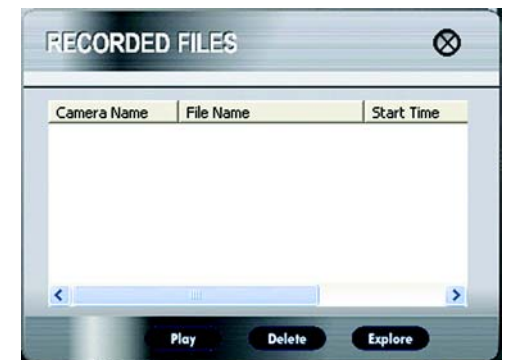 RECORDED FILES
Camera Name File Name Start Time
Play Delete Explore